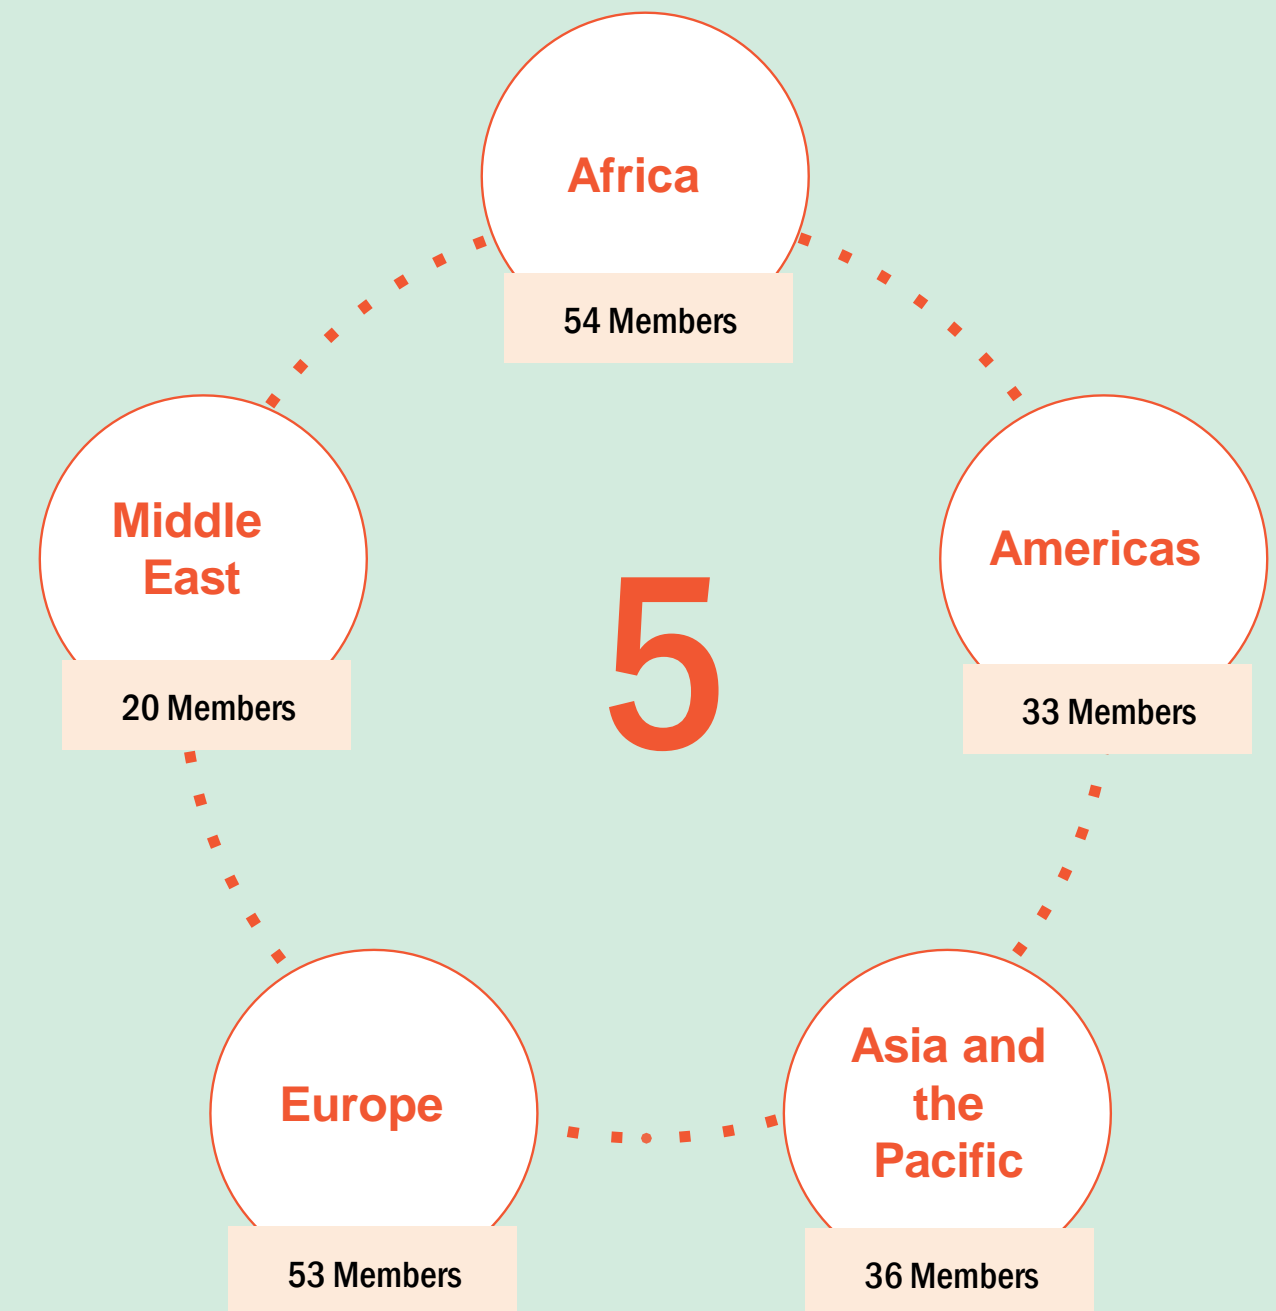 Africa
54 Members
Middle
East
20 Members
Americas
33 Members
5
Europe
53 Members
Asia and
the
Pacific
36 Members